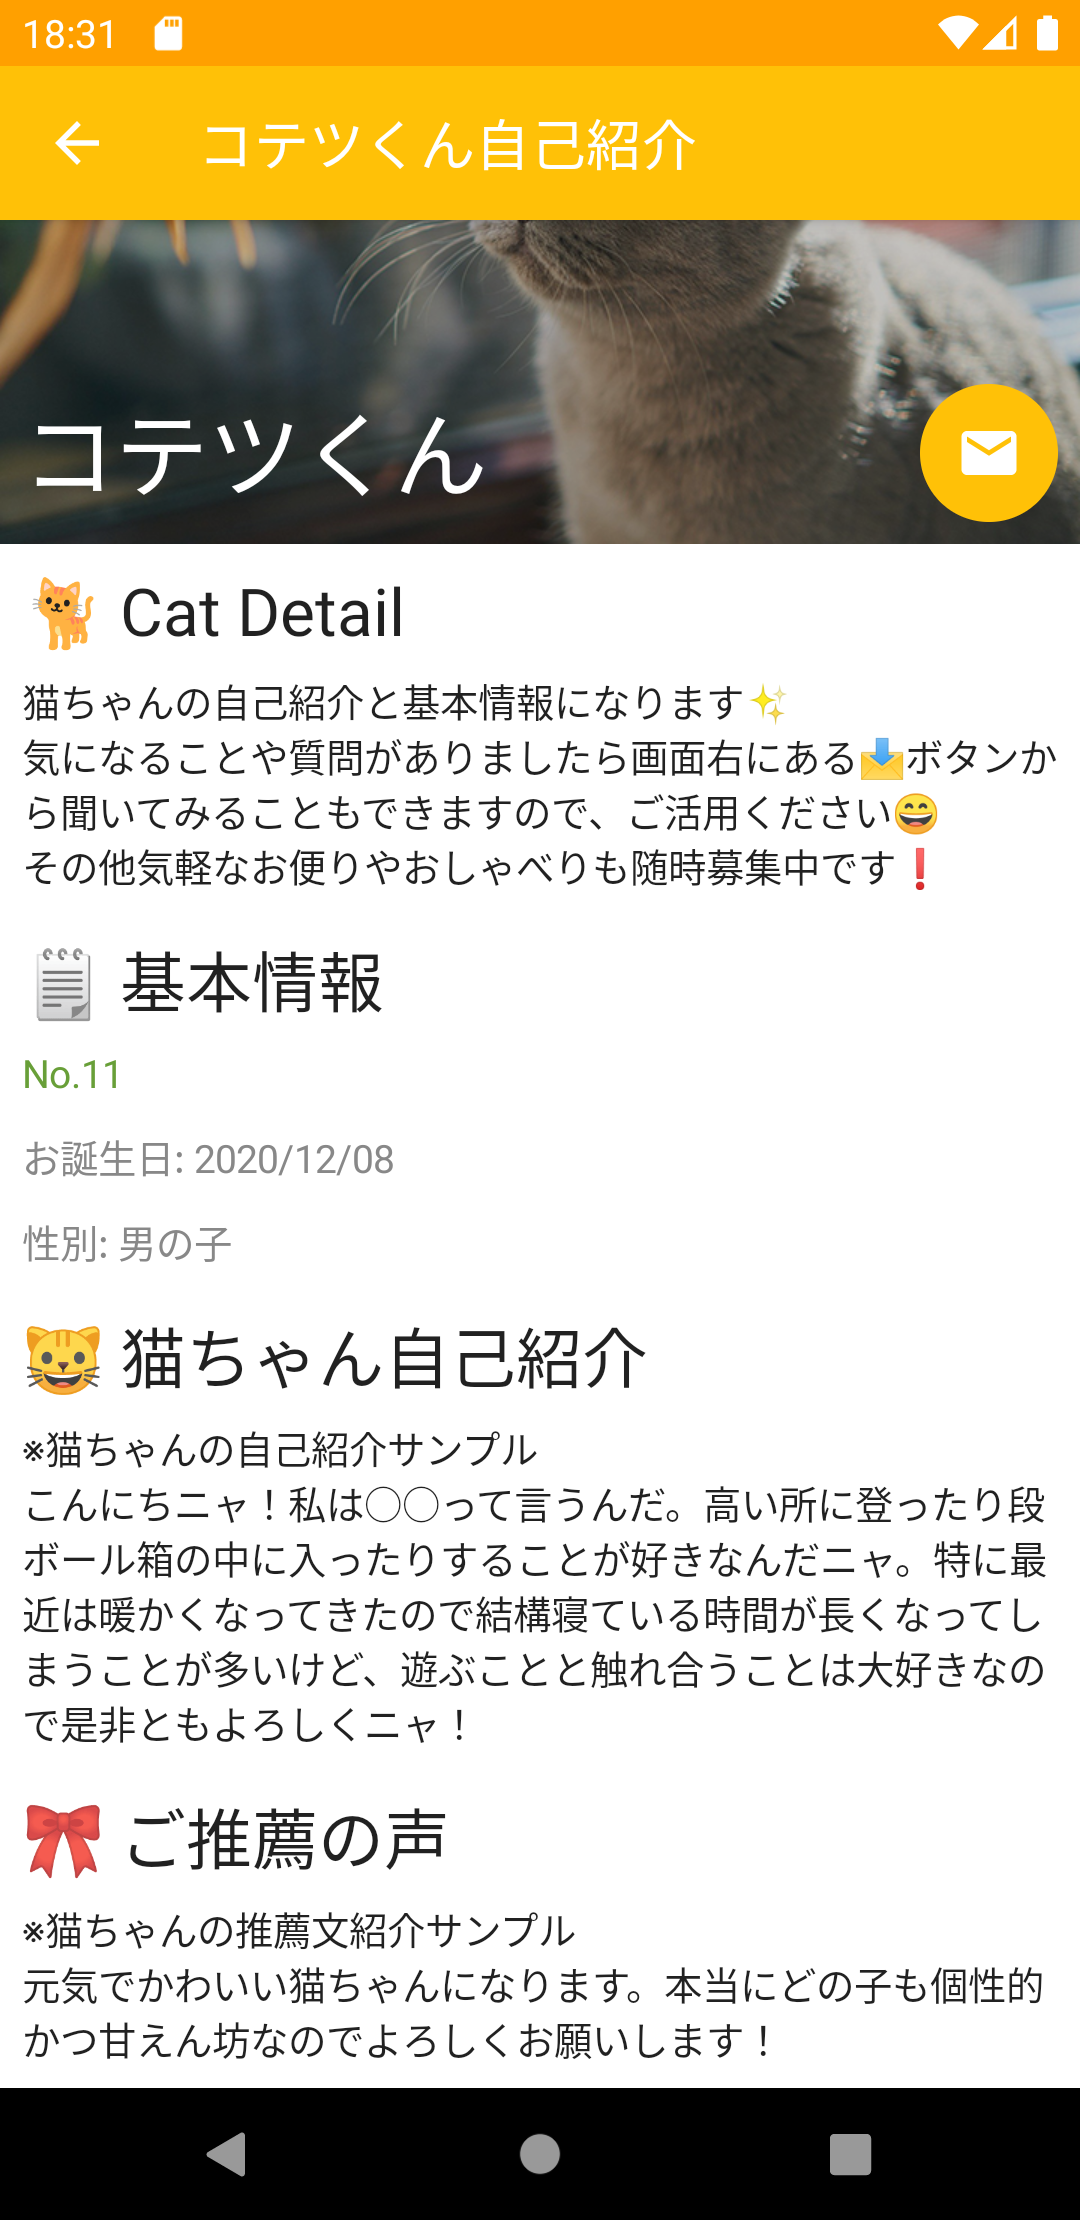 18:31
コテツくん自己紹介
コテツくん
🐈 Cat Detail
猫ちゃんの自己紹介と基本情報になります✨
気になることや質問がありましたら画面右にある📩ボタンか
ら聞いてみることもできますので、ご活用ください😄
その他気軽なお便りやおしゃべりも随時募集中です❗
🗒 基本情報
No.11
お誕生日: 2020/12/08
性別: 男の子
😺 猫ちゃん自己紹介
※猫ちゃんの自己紹介サンプル
こんにちニャ！私は◯◯って言うんだ。高い所に登ったり段
ボール箱の中に入ったりすることが好きなんだニャ。特に最
近は暖かくなってきたので結構寝ている時間が長くなってし
まうことが多いけど、遊ぶことと触れ合うことは大好きなの
で是非ともよろしくニャ！
🎀 ご推薦の声
※猫ちゃんの推薦文紹介サンプル
元気でかわいい猫ちゃんになります。本当にどの子も個性的
かつ甘えん坊なのでよろしくお願いします！